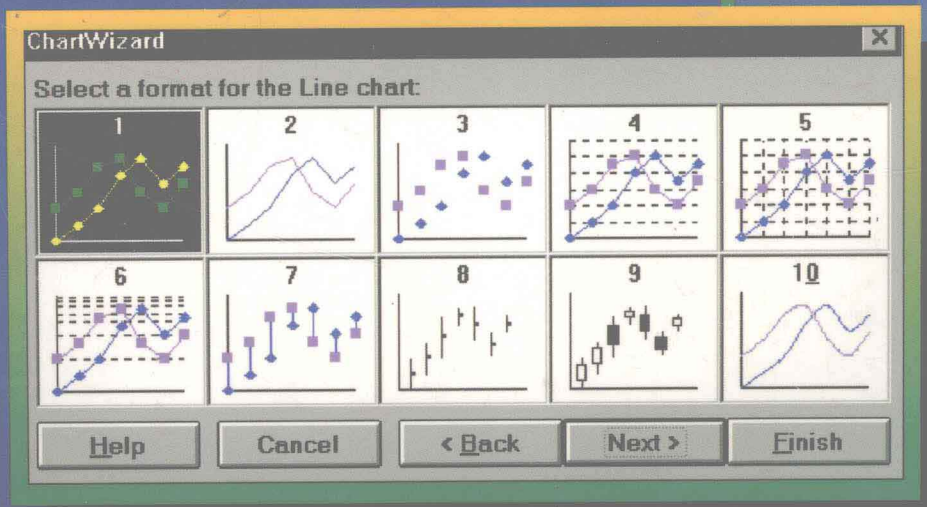 ChartWizard
Select a format for the Line chart:
1 2 3 4 5
6 7 8 9 10
Help Cancel < Back Next > Finish